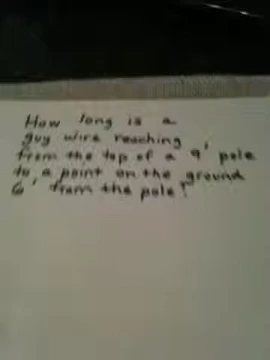 How long is a
guy wire reaching
from the top of a 9' pole
to a point on the ground
6' from the pole?